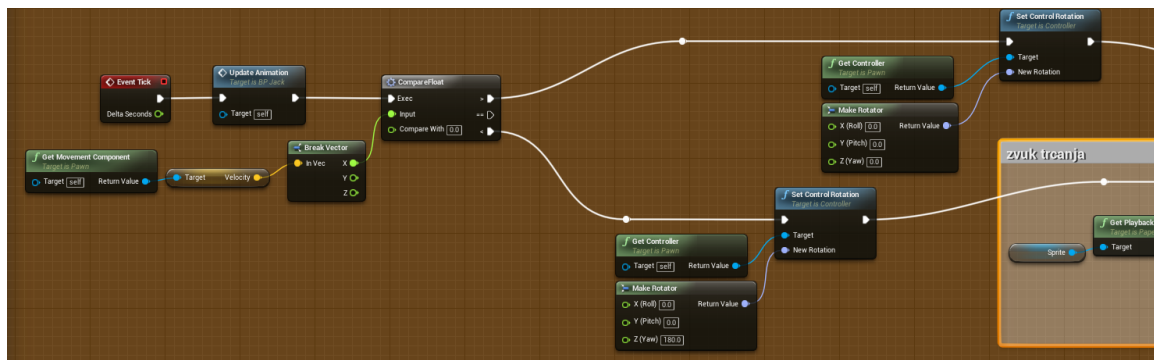 Set Control Rotation
Target is Controller
Target
New Rotation
Get Controller
Target is Pawn
Target self Return Value
Make Rotator
X (Roll) 0.0 Return Value
Y (Pitch) 0.0
Z (Yaw) 0.0
Event Tick
Delta Seconds
Update Animation
Target is BP Jack
Target self
CompareFloat
Exec >
Input ==
Compare With 0.0 <
Get Movement Component
Target is Pawn
Target self Return Value
Target Velocity
Break Vector
In Vec X
Y
Z
Set Control Rotation
Target is Controller
Target
New Rotation
Get Controller
Target is Pawn
Target self Return Value
Make Rotator
X (Roll) 0.0 Return Value
Y (Pitch) 0.0
Z (Yaw) 180.0
zvuk trcanja
Get Playback
Target is Pape
Target
Sprite